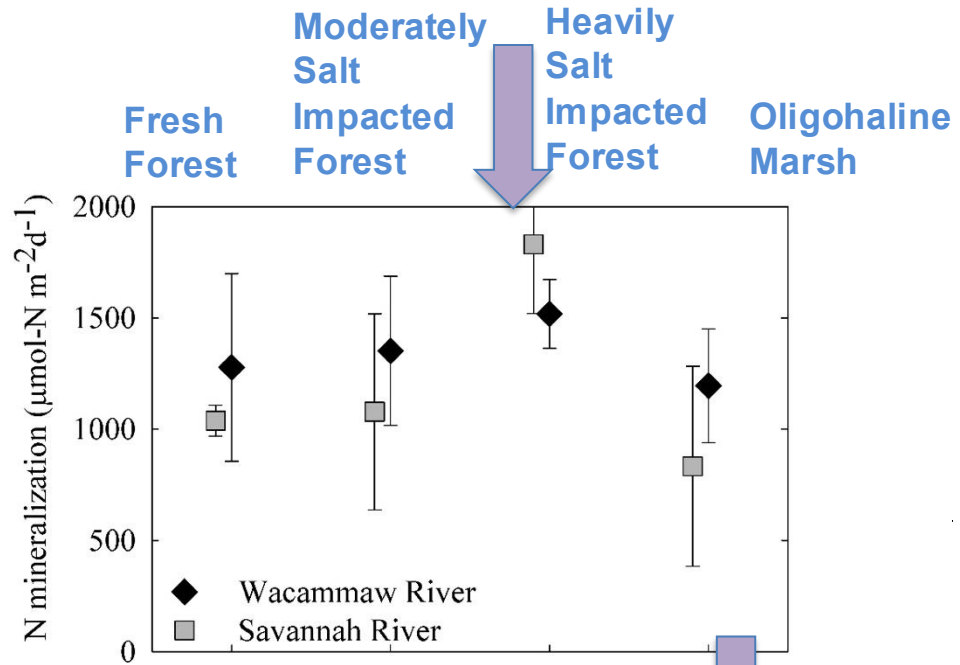 Fresh
Forest
Moderately
Salt
Impacted
Forest
Heavily
Salt
Impacted
Forest
Oligohaline
Marsh
N mineralization (µmol-N m-2d-1)
2000
1500
1000
500
0
Wacammaw River
Savannah River